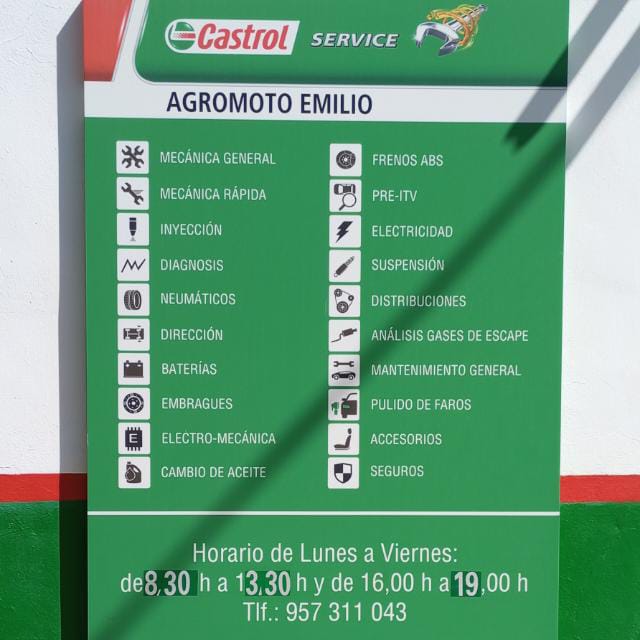 Castrol SERVICE
AGROMOTO EMILIO
MECÁNICA GENERAL
MECÁNICA RÁPIDA
INYECCIÓN
DIAGNOSIS
NEUMÁTICOS
DIRECCIÓN
BATERÍAS
EMBRAGUES
E ELECTRO-MECÁNICA
CAMBIO DE ACEITE
FRENOS ABS
PRE-ITV
ELECTRICIDAD
SUSPENSIÓN
DISTRIBUCIONES
ANÁLISIS GASES DE ESCAPE
MANTENIMIENTO GENERAL
PULIDO DE FAROS
ACCESORIOS
SEGUROS
Horario de Lunes a Viernes:
de 8,30 h a 13,30 h y de 16,00 h a 19,00 h
Tlf.: 957 311 043